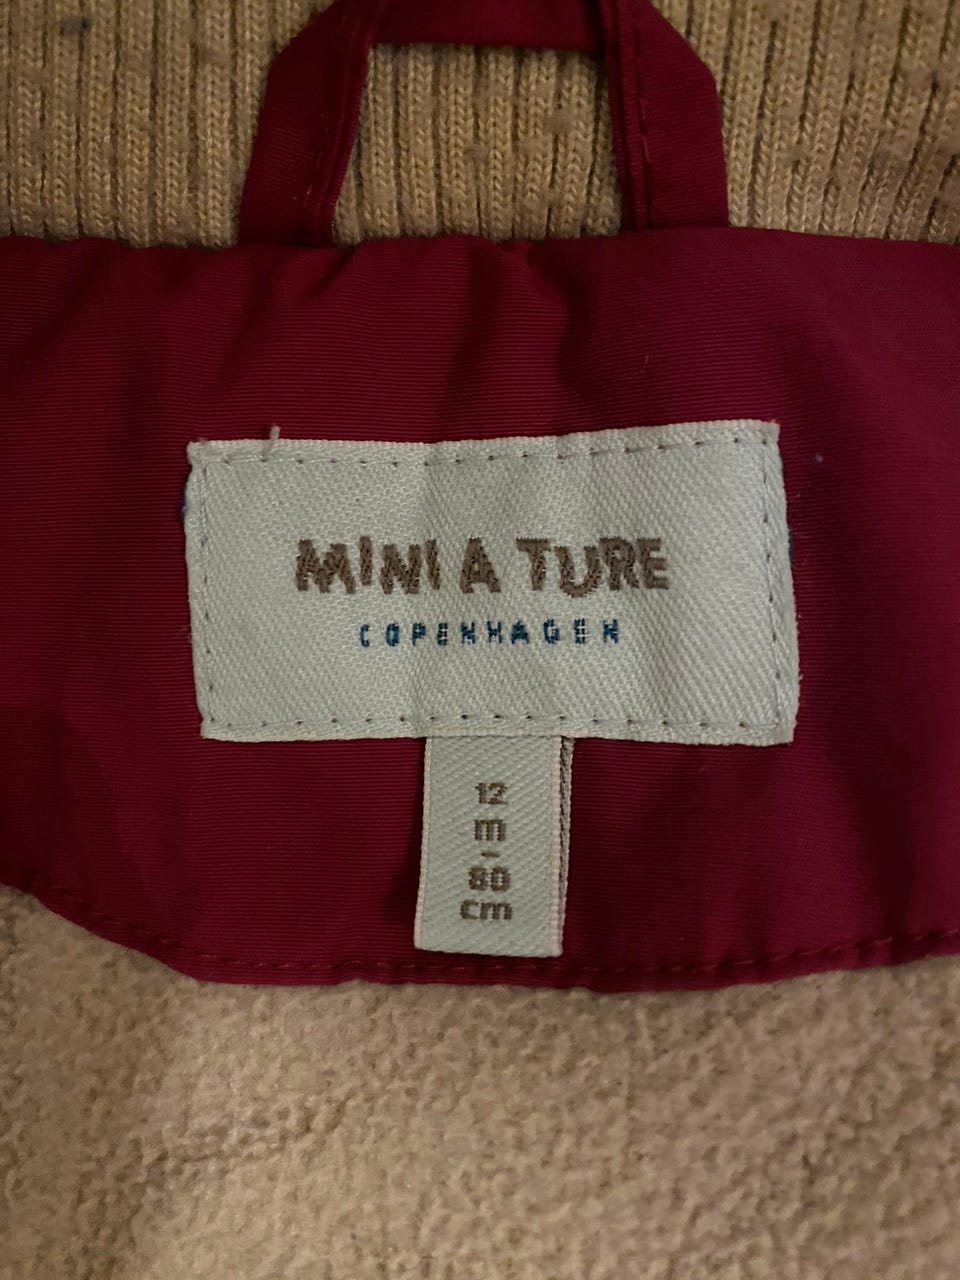 MINI A TURE
COPENHAGEN
12
m
-
80
cm